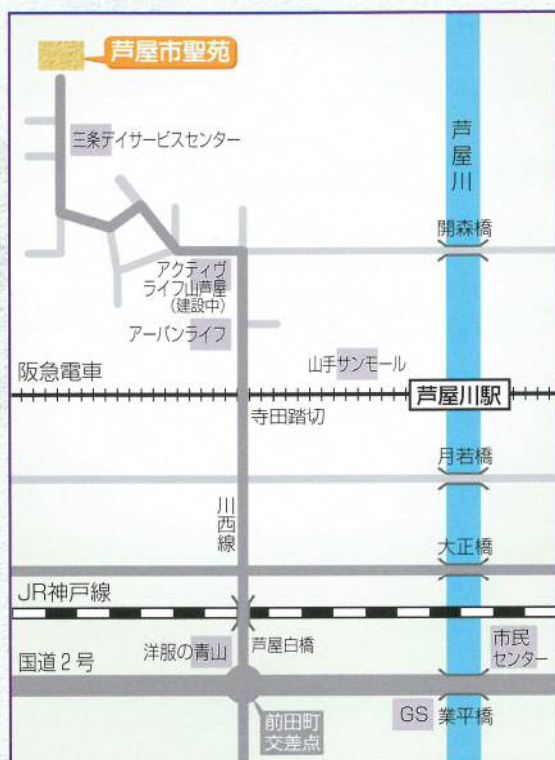 芦屋市聖苑
三条デイサービスセンター
芦屋川
開森橋
アクティヴ
ライフ山芦屋
(建設中)
アーバンライフ
山手サンモール
阪急電車
芦屋川駅
寺田踏切
月若橋
川西線
大正橋
JR神戸線
洋服の青山
芦屋白橋
市民
センター
国道2号
前田町
交差点
GS
業平橋